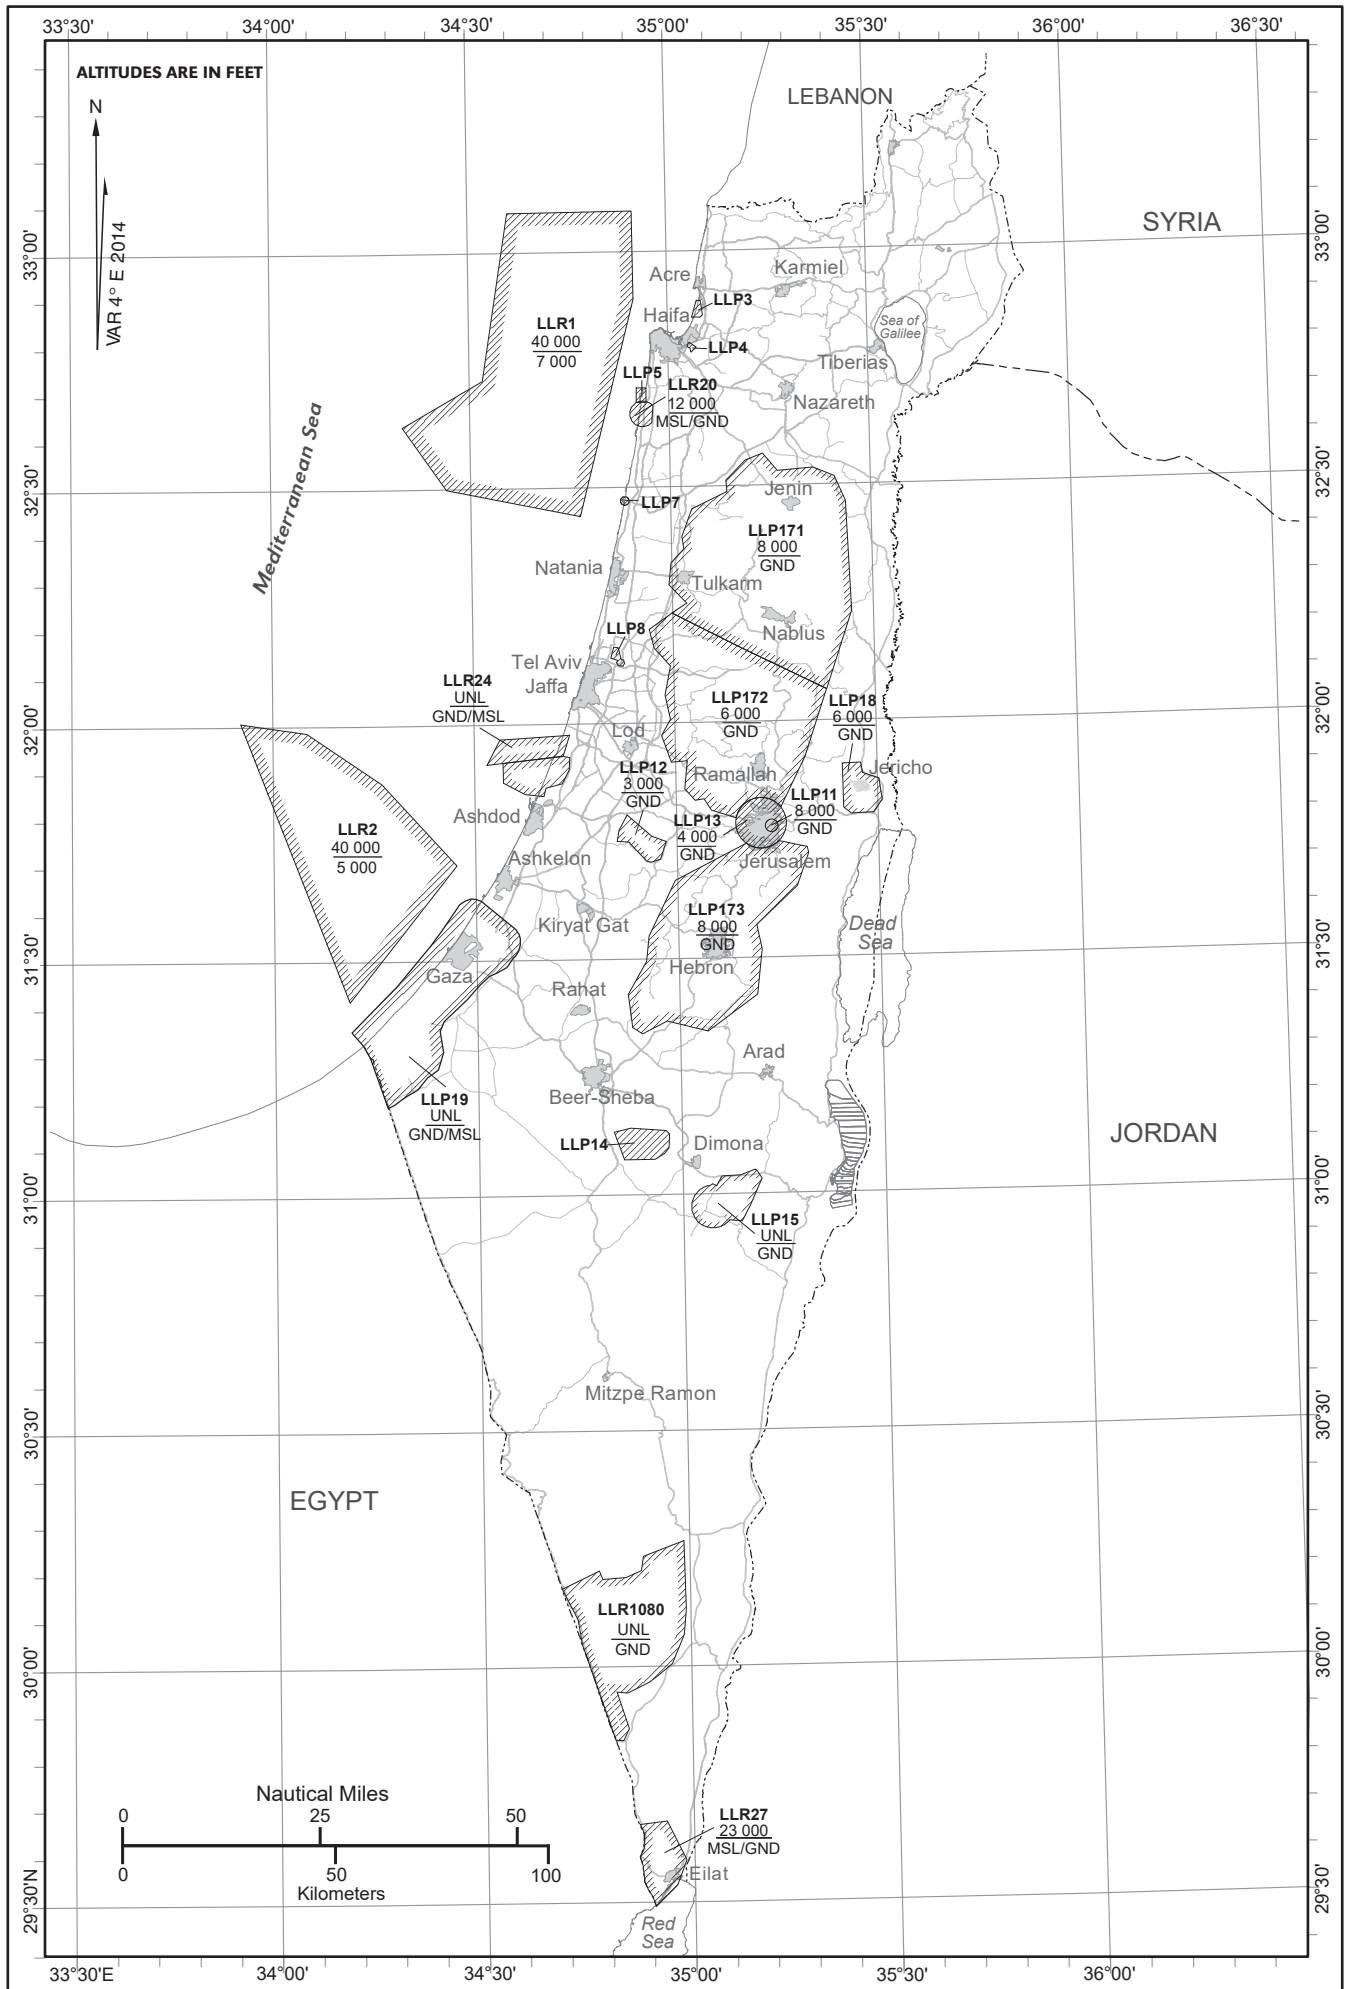 33°30'
34°00'
34°30'
35°00'
35°30'
36°00'
36°30'
ALTITUDES ARE IN FEET
N
VAR 4° E 2014
LEBANON
SYRIA
33°00'
33°00'
Acre
Karmiel
LLP3
Haifa
LLR1
40 000
7 000
Sea of
Galilee
LLP4
Tiberias
LLP5
LLR20
12 000
MSL/GND
Nazareth
Mediterranean Sea
32°30'
32°30'
Jenin
LLP7
LLP171
8 000
GND
Natania
Tulkarm
LLP8
Nablus
Tel Aviv
Jaffa
LLR24
UNL
GND/MSL
LLP172
6 000
GND
LLP18
6 000
GND
32°00'
32°00'
Lod
LLP12
3 000
GND
Ramallah
Jericho
LLP11
8 000
GND
Ashdod
LLP13
4 000
GND
LLR2
40 000
5 000
Ashkelon
Jerusalem
LLP173
8 000
GND
Kiryat Gat
Dead
Sea
31°30'
31°30'
Gaza
Hebron
Rahat
Arad
LLP19
UNL
GND/MSL
Beer-Sheba
JORDAN
LLP14
Dimona
31°00'
31°00'
LLP15
UNL
GND
Mitzpe Ramon
30°30'
30°30'
EGYPT
LLR1080
UNL
GND
30°00'
30°00'
Nautical Miles
0
25
50
0
50
100
Kilometers
LLR27
23 000
MSL/GND
Eilat
29°30'N
29°30'
Red
Sea
33°30'E
34°00'
34°30'
35°00'
35°30'
36°00'